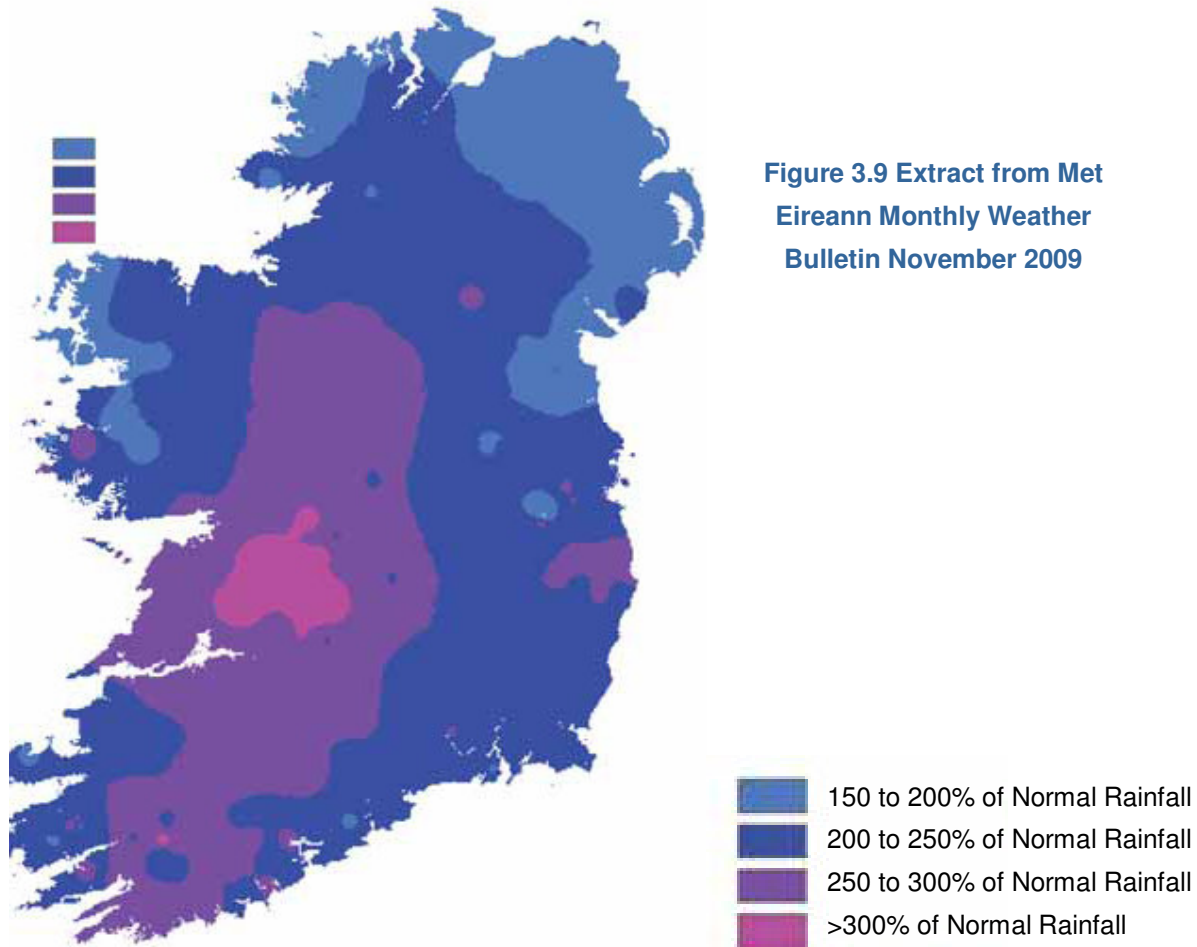 Figure 3.9 Extract from Met
Eireann Monthly Weather
Bulletin November 2009
150 to 200% of Normal Rainfall
200 to 250% of Normal Rainfall
250 to 300% of Normal Rainfall
>300% of Normal Rainfall